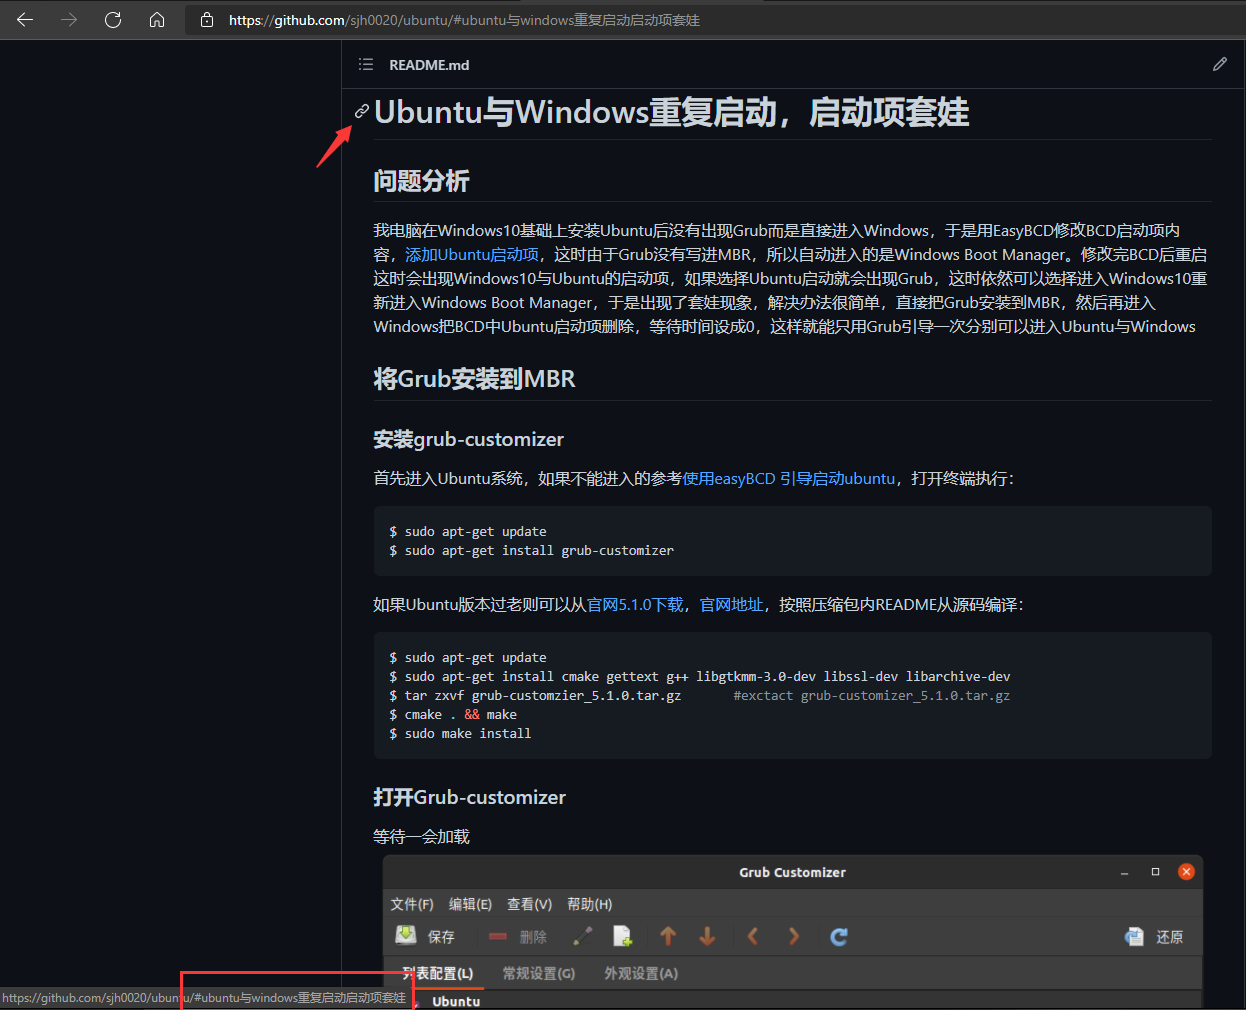 https://github.com/sjh0020/ubuntu/#ubuntu与windows重复启动启动项套娃
README.md
Ubuntu与Windows重复启动，启动项套娃
问题分析
我电脑在Windows10基础上安装Ubuntu后没有出现Grub而是直接进入Windows，于是用EasyBCD修改BCD启动项内
容，添加Ubuntu启动项，这时由于Grub没有写进MBR，所以自动进入的是Windows Boot Manager。修改完BCD后重启
这时会出现Windows10与Ubuntu的启动项，如果选择Ubuntu启动就会出现Grub，这时依然可以选择进入Windows10重
新进入Windows Boot Manager，于是出现了套娃现象，解决办法很简单，直接把Grub安装到MBR，然后再进入
Windows把BCD中Ubuntu启动项删除，等待时间设成0，这样就能只用Grub引导一次分别可以进入Ubuntu与Windows
将Grub安装到MBR
安装grub-customizer
首先进入Ubuntu系统，如果不能进入的参考使用easyBCD 引导启动ubuntu，打开终端执行：
$ sudo apt-get update
$ sudo apt-get install grub-customizer
如果Ubuntu版本过老则可以从官网5.1.0下载，官网地址，按照压缩包内README从源码编译：
$ sudo apt-get update
$ sudo apt-get install cmake gettext g++ libgtkmm-3.0-dev libssl-dev libarchive-dev
$ tar zxvf grub-customzier_5.1.0.tar.gz #exctact grub-customizer_5.1.0.tar.gz
$ cmake . && make
$ sudo make install
打开Grub-customizer
等待一会加载
Grub Customizer
文件(F) 编辑(E) 查看(V) 帮助(H)
保存 删除 还原
列表配置(L) 常规设置(G) 外观设置(A)
Ubuntu
https://github.com/sjh0020/ubuntu/#ubuntu与windows重复启动启动项套娃